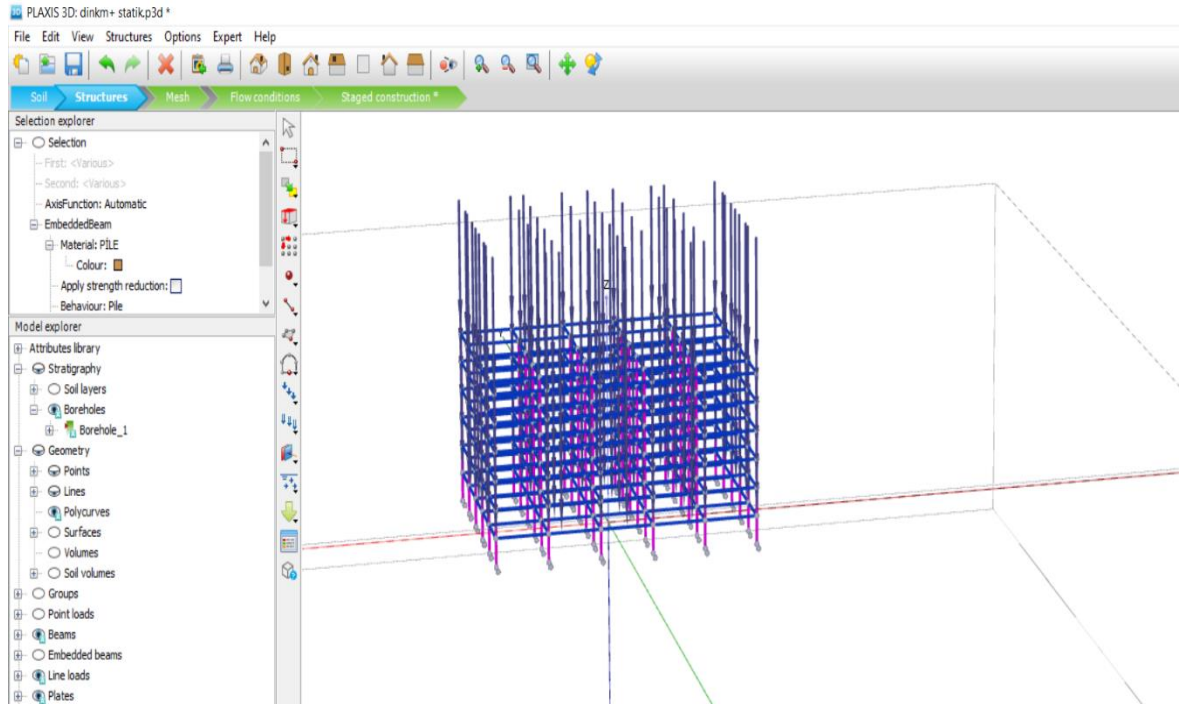 PLAXIS 3D: dinkm+ statik.p3d *
File Edit View Structures Options Expert Help
Soil Structures Mesh Flow conditions Staged construction *
Selection explorer
Selection
First: <Various>
Second: <Various>
AxisFunction: Automatic
EmbeddedBeam
Material: PİLE
Colour:
Apply strength reduction:
Behaviour: Pile
Model explorer
Attributes library
Stratigraphy
Soil layers
Boreholes
Borehole_1
Geometry
Points
Lines
Polycurves
Surfaces
Volumes
Soil volumes
Groups
Point loads
Beams
Embedded beams
Line loads
Plates
Z